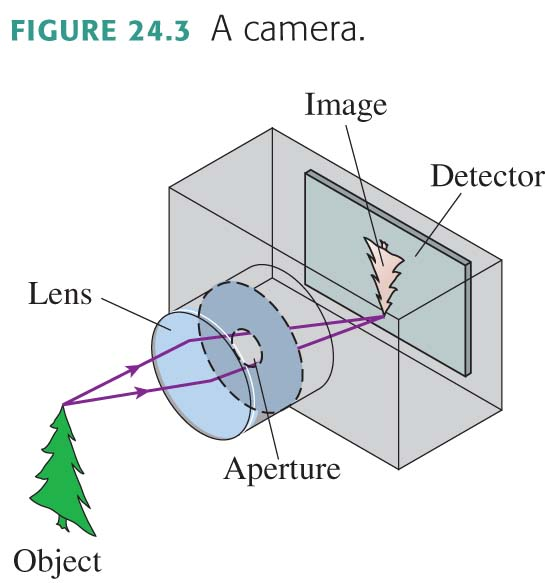 FIGURE 24.3 A camera.
Image
Detector
Lens
Aperture
Object